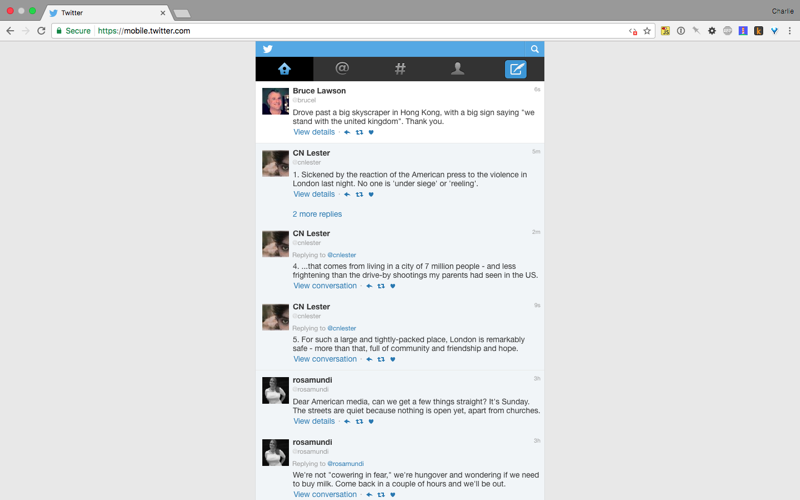 Twitter
Charlie
Secure
https://mobile.twitter.com
Bruce Lawson 6s
@brucel
Drove past a big skyscraper in Hong Kong, with a big sign saying "we
stand with the united kingdom". Thank you.
View details
CN Lester 5m
@cnlester
1. Sickened by the reaction of the American press to the violence in
London last night. No one is 'under siege' or 'reeling'.
View details
2 more replies
CN Lester 2m
@cnlester
Replying to @cnlester
4. ...that comes from living in a city of 7 million people - and less
frightening than the drive-by shootings my parents had seen in the US.
View conversation
CN Lester 9s
@cnlester
Replying to @cnlester
5. For such a large and tightly-packed place, London is remarkably
safe - more than that, full of community and friendship and hope.
View conversation
rosamundi 3h
@rosamundi
Dear American media, can we get a few things straight? It's Sunday.
The streets are quiet because nothing is open yet, apart from churches.
View details
rosamundi 3h
@rosamundi
Replying to @rosamundi
We're not "cowering in fear," we're hungover and wondering if we need
to buy milk. Come back in a couple of hours and we'll be out.
View conversation